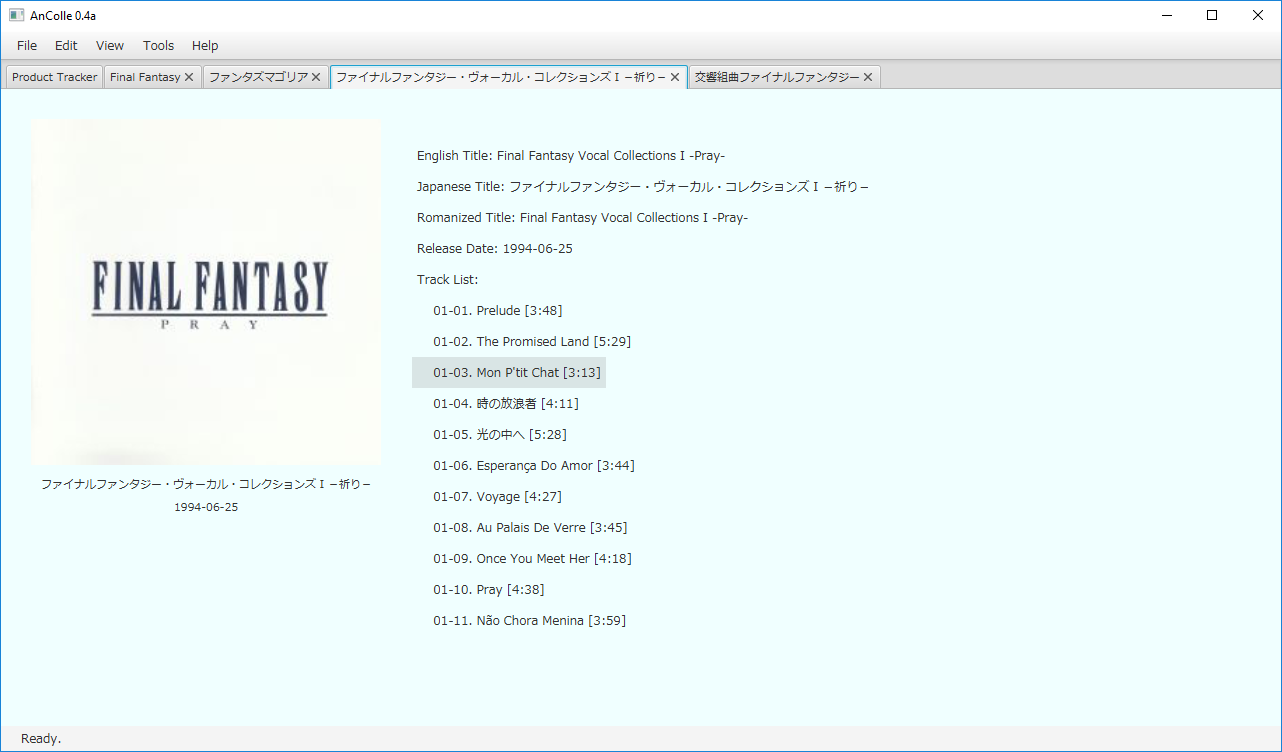 AnColle 0.4a
File Edit View Tools Help
Product Tracker Final Fantasy ファンタズマゴリア ファイナルファンタジー・ヴォーカル・コレクションズⅠ－祈り－ 交響組曲ファイナルファンタジー
FINAL FANTASY
PRAY
ファイナルファンタジー・ヴォーカル・コレクションズⅠ－祈り－
1994-06-25
English Title: Final Fantasy Vocal Collections I -Pray-
Japanese Title: ファイナルファンタジー・ヴォーカル・コレクションズⅠ－祈り－
Romanized Title: Final Fantasy Vocal Collections I -Pray-
Release Date: 1994-06-25
Track List:
01-01. Prelude [3:48]
01-02. The Promised Land [5:29]
01-03. Mon P'tit Chat [3:13]
01-04. 時の放浪者 [4:11]
01-05. 光の中へ [5:28]
01-06. Esperança Do Amor [3:44]
01-07. Voyage [4:27]
01-08. Au Palais De Verre [3:45]
01-09. Once You Meet Her [4:18]
01-10. Pray [4:38]
01-11. Não Chora Menina [3:59]
Ready.